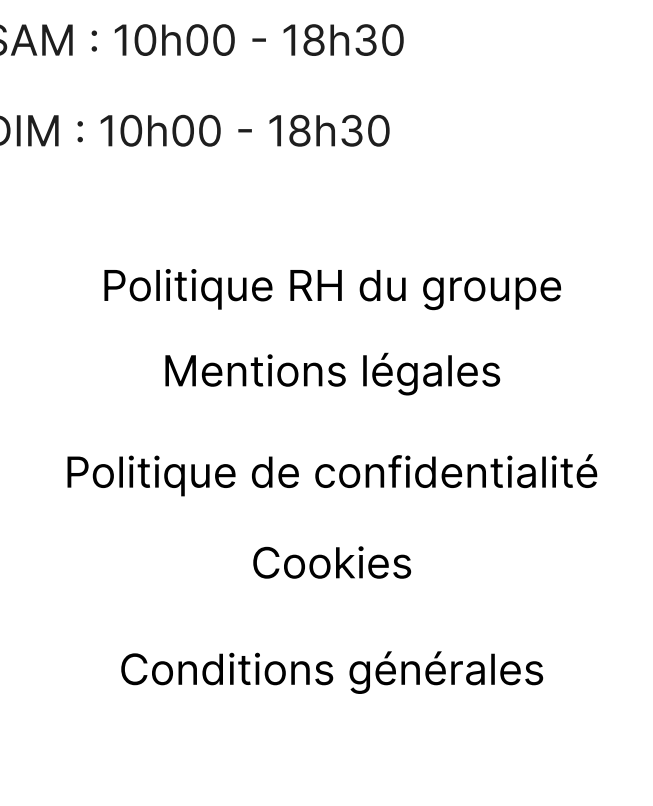 SAM : 10h00 - 18h30
DIM : 10h00 - 18h30
Politique RH du groupe
Mentions légales
Politique de confidentialité
Cookies
Conditions générales